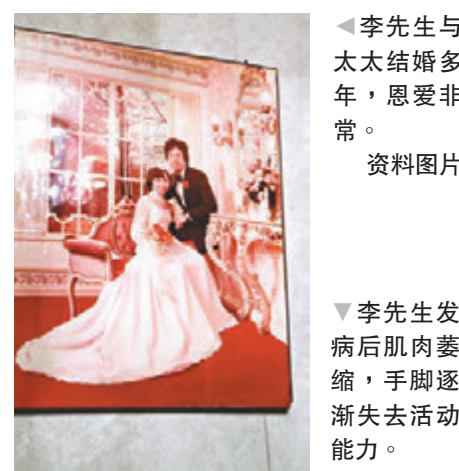 ◀李先生与
太太结婚多
年，恩爱非
常。
资料图片
▼李先生发
病后肌肉萎
缩，手脚逐
渐失去活动
能力。